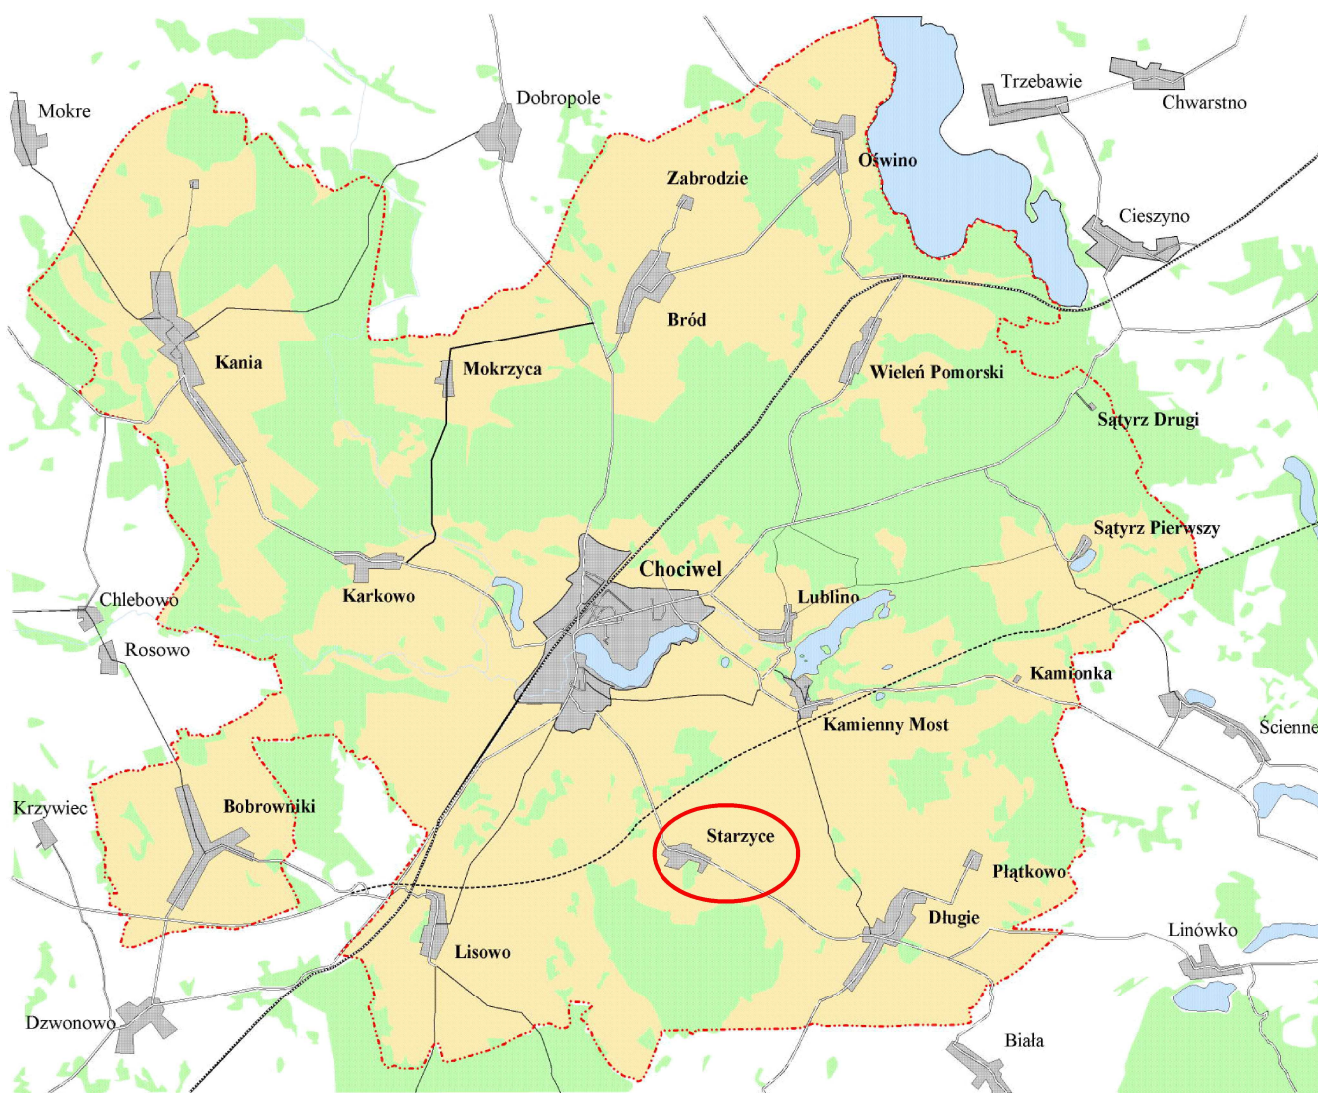 Trzebawie
Chwarstno
Mokre
Dobropole
Oświno
Zabrodzie
Cieszyno
Bród
Kania
Mokrzyca
Wieleń Pomorski
Sątyrz Drugi
Sątyrz Pierwszy
Chociwel
Karkowo
Lublino
Chlebowo
Rosowo
Kamionka
Kamienny Most
Ścienne
Krzywiec
Bobrowniki
Starzyce
Płątkowo
Długie
Linówko
Lisowo
Dzwonowo
Biała